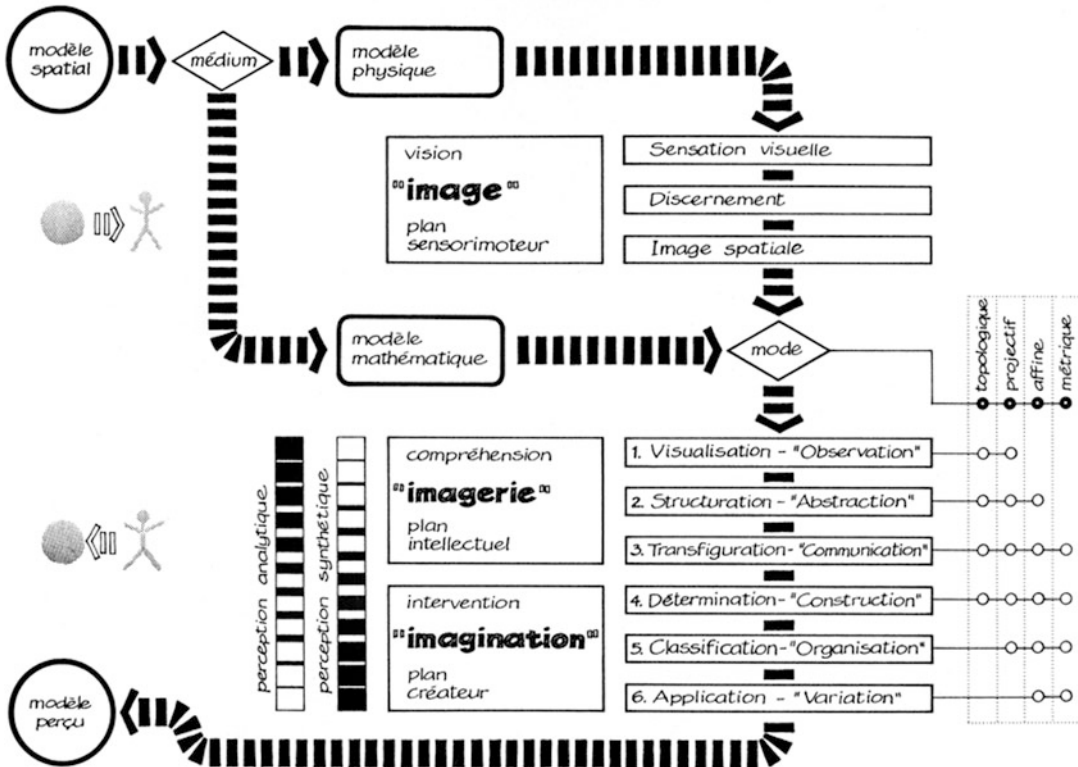 modèle
spatial
médium
modèle
physique
vision
"image"
plan
sensorimoteur
Sensation visuelle
Discernement
Image spatiale
modèle
mathématique
mode
topologique
projectif
affine
métrique
perception analytique
perception synthétique
compréhension
"imagerie"
plan
intellectuel
intervention
"imagination"
plan
créateur
1. Visualisation - "Observation"
2. Structuration - "Abstraction"
3. Transfiguration - "Communication"
4. Détermination - "Construction"
5. Classification - "Organisation"
6. Application - "Variation"
modèle
perçu